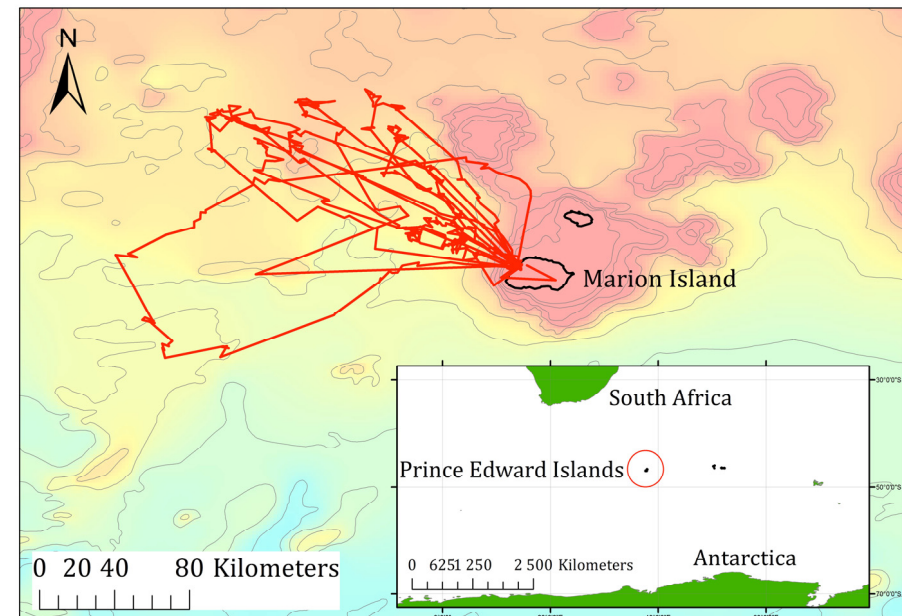 N
Marion Island
South Africa
30°0'0"S
Prince Edward Islands
50°0'0"S
0 6251 250 2 500 Kilometers
Antarctica
70°0'0"S
0 20 40 80 Kilometers